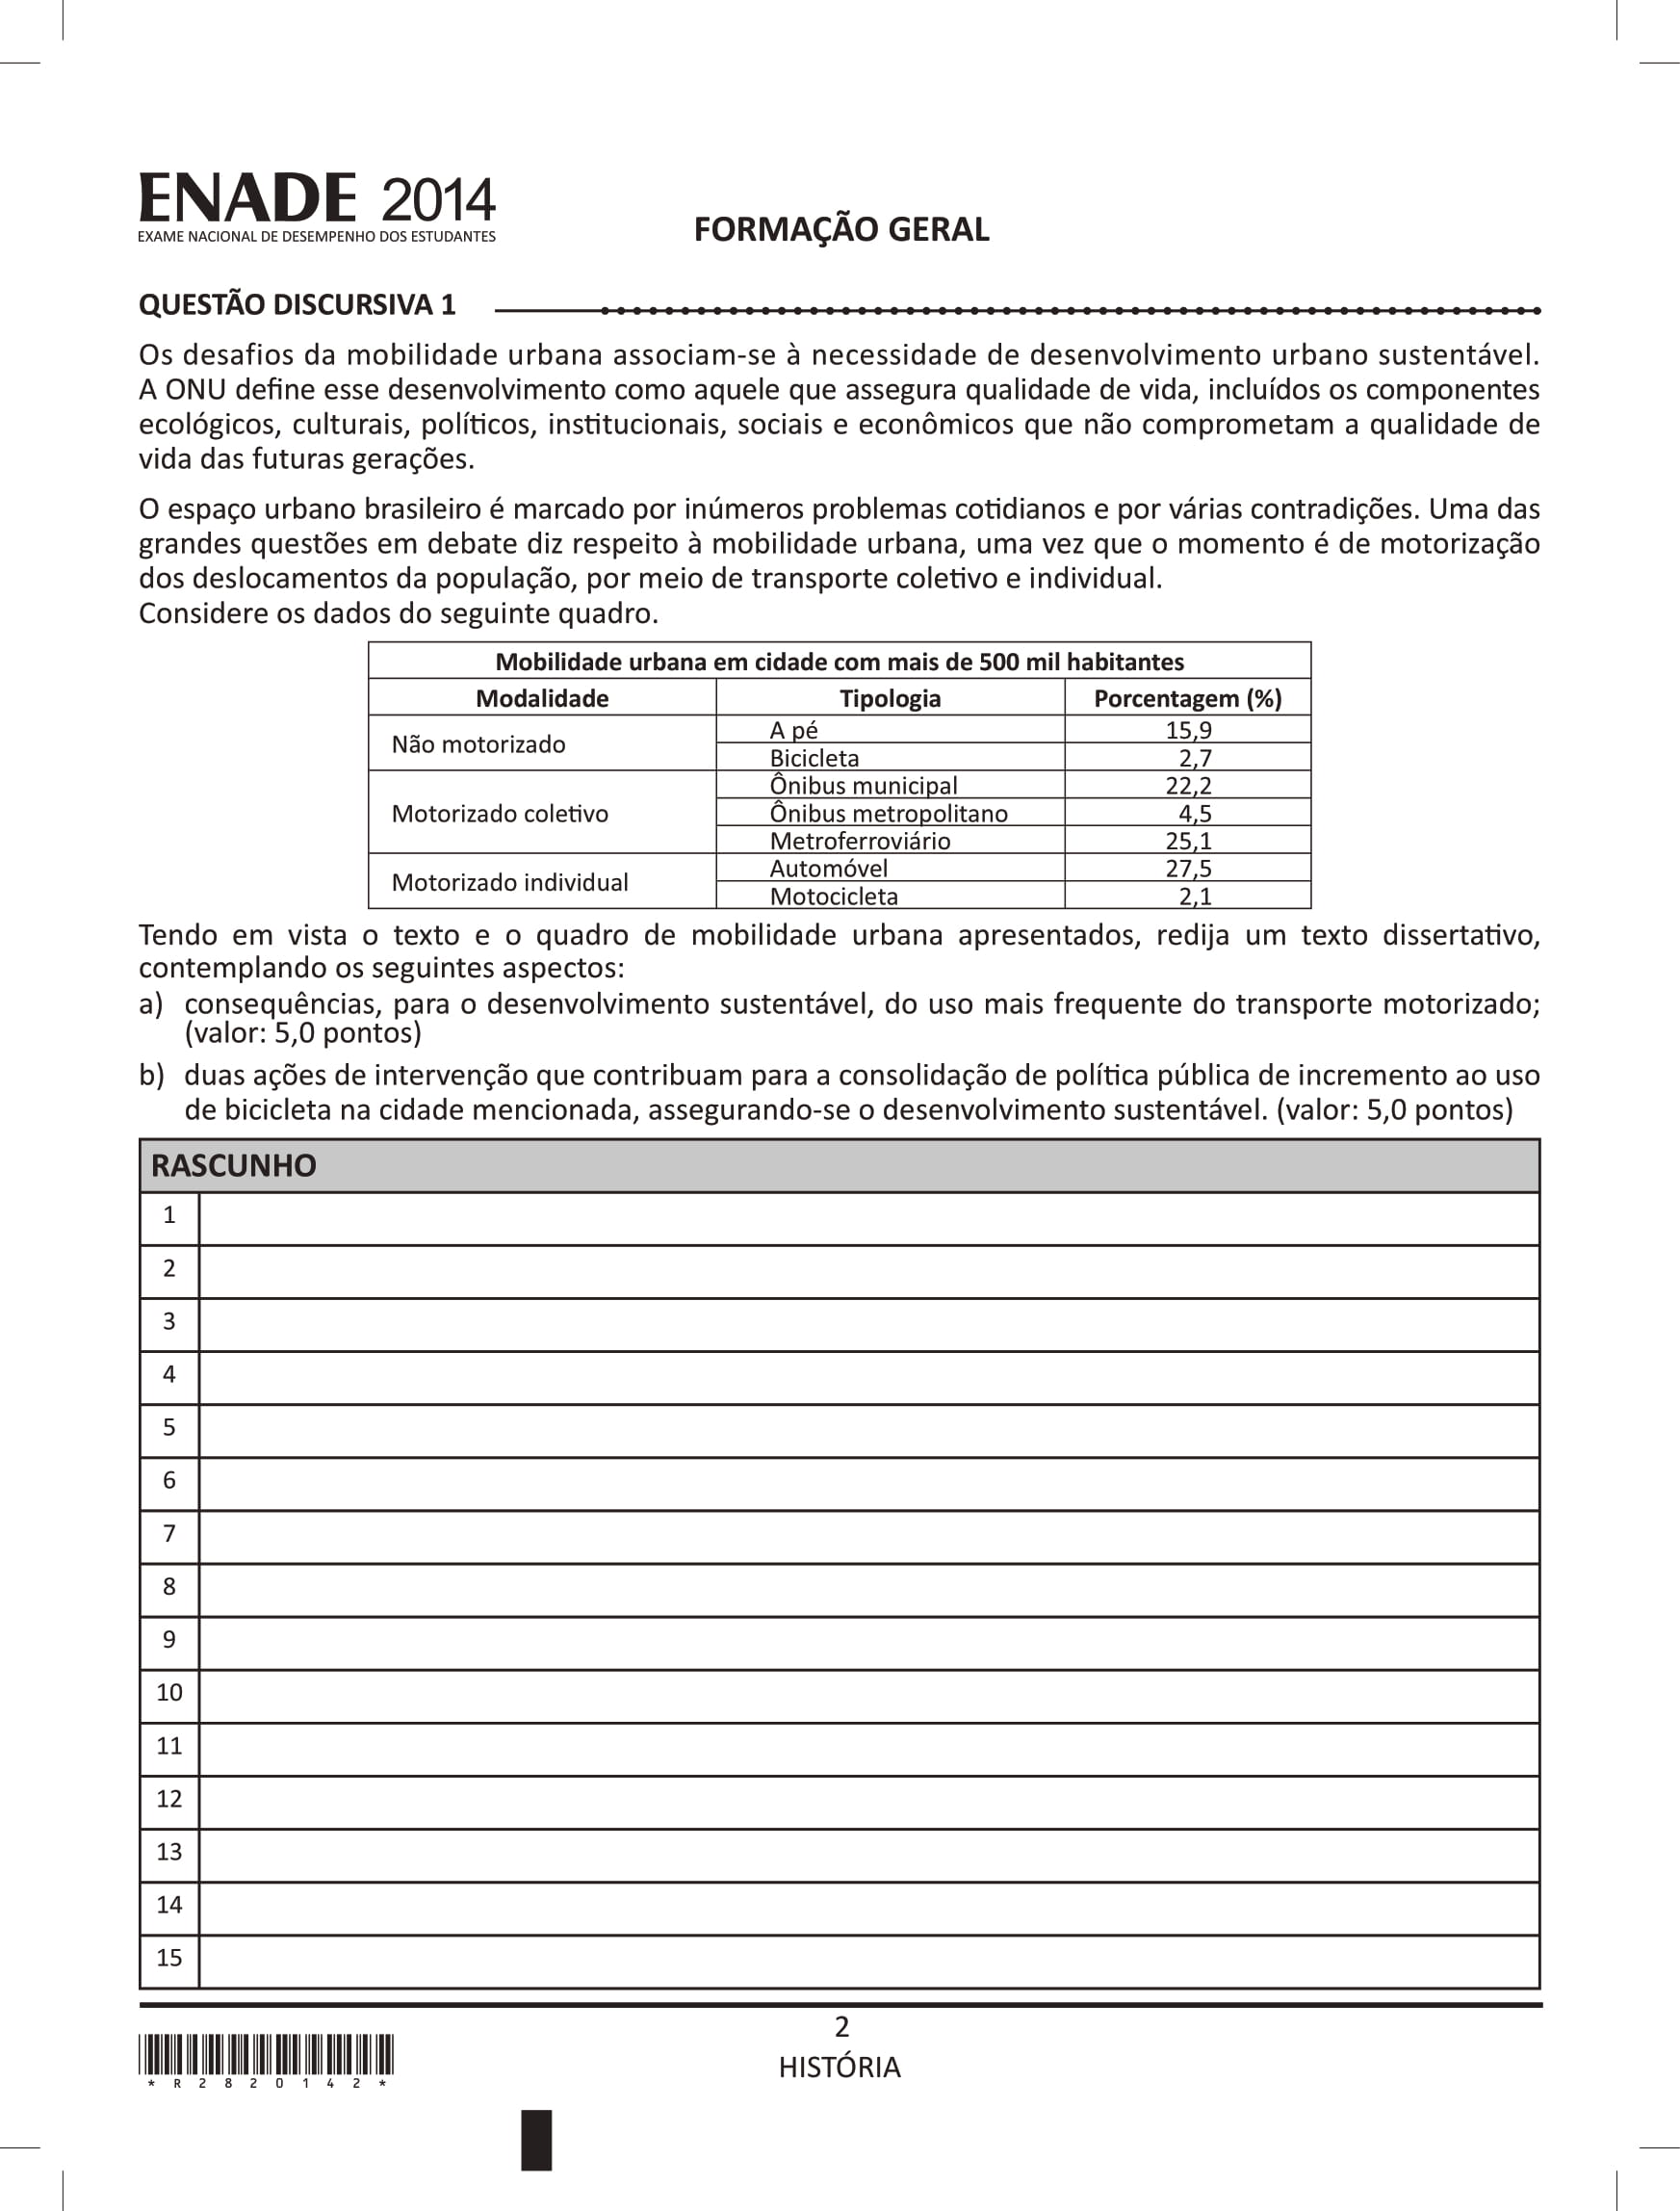 ENADE 2014
EXAME NACIONAL DE DESEMPENHO DOS ESTUDANTES
FORMAÇÃO GERAL
QUESTÃO DISCURSIVA 1
Os desafios da mobilidade urbana associam-se à necessidade de desenvolvimento urbano sustentável.
A ONU define esse desenvolvimento como aquele que assegura qualidade de vida, incluídos os componentes
ecológicos, culturais, políticos, institucionais, sociais e econômicos que não comprometam a qualidade de
vida das futuras gerações.
O espaço urbano brasileiro é marcado por inúmeros problemas cotidianos e por várias contradições. Uma das
grandes questões em debate diz respeito à mobilidade urbana, uma vez que o momento é de motorização
dos deslocamentos da população, por meio de transporte coletivo e individual.
Considere os dados do seguinte quadro.
Mobilidade urbana em cidade com mais de 500 mil habitantes
Modalidade Tipologia Porcentagem (%)
Não motorizado
A pé 15,9
Bicicleta 2,7
Motorizado coletivo
Ônibus municipal 22,2
Ônibus metropolitano 4,5
Metroferroviário 25,1
Motorizado individual
Automóvel 27,5
Motocicleta 2,1
Tendo em vista o texto e o quadro de mobilidade urbana apresentados, redija um texto dissertativo,
contemplando os seguintes aspectos:
a) consequências, para o desenvolvimento sustentável, do uso mais frequente do transporte motorizado;
(valor: 5,0 pontos)
b) duas ações de intervenção que contribuam para a consolidação de política pública de incremento ao uso
de bicicleta na cidade mencionada, assegurando-se o desenvolvimento sustentável. (valor: 5,0 pontos)
RASCUNHO
1
2
3
4
5
6
7
8
9
10
11
12
13
14
15
2
HISTÓRIA
* R 2 8 2 0 1 4 2 *